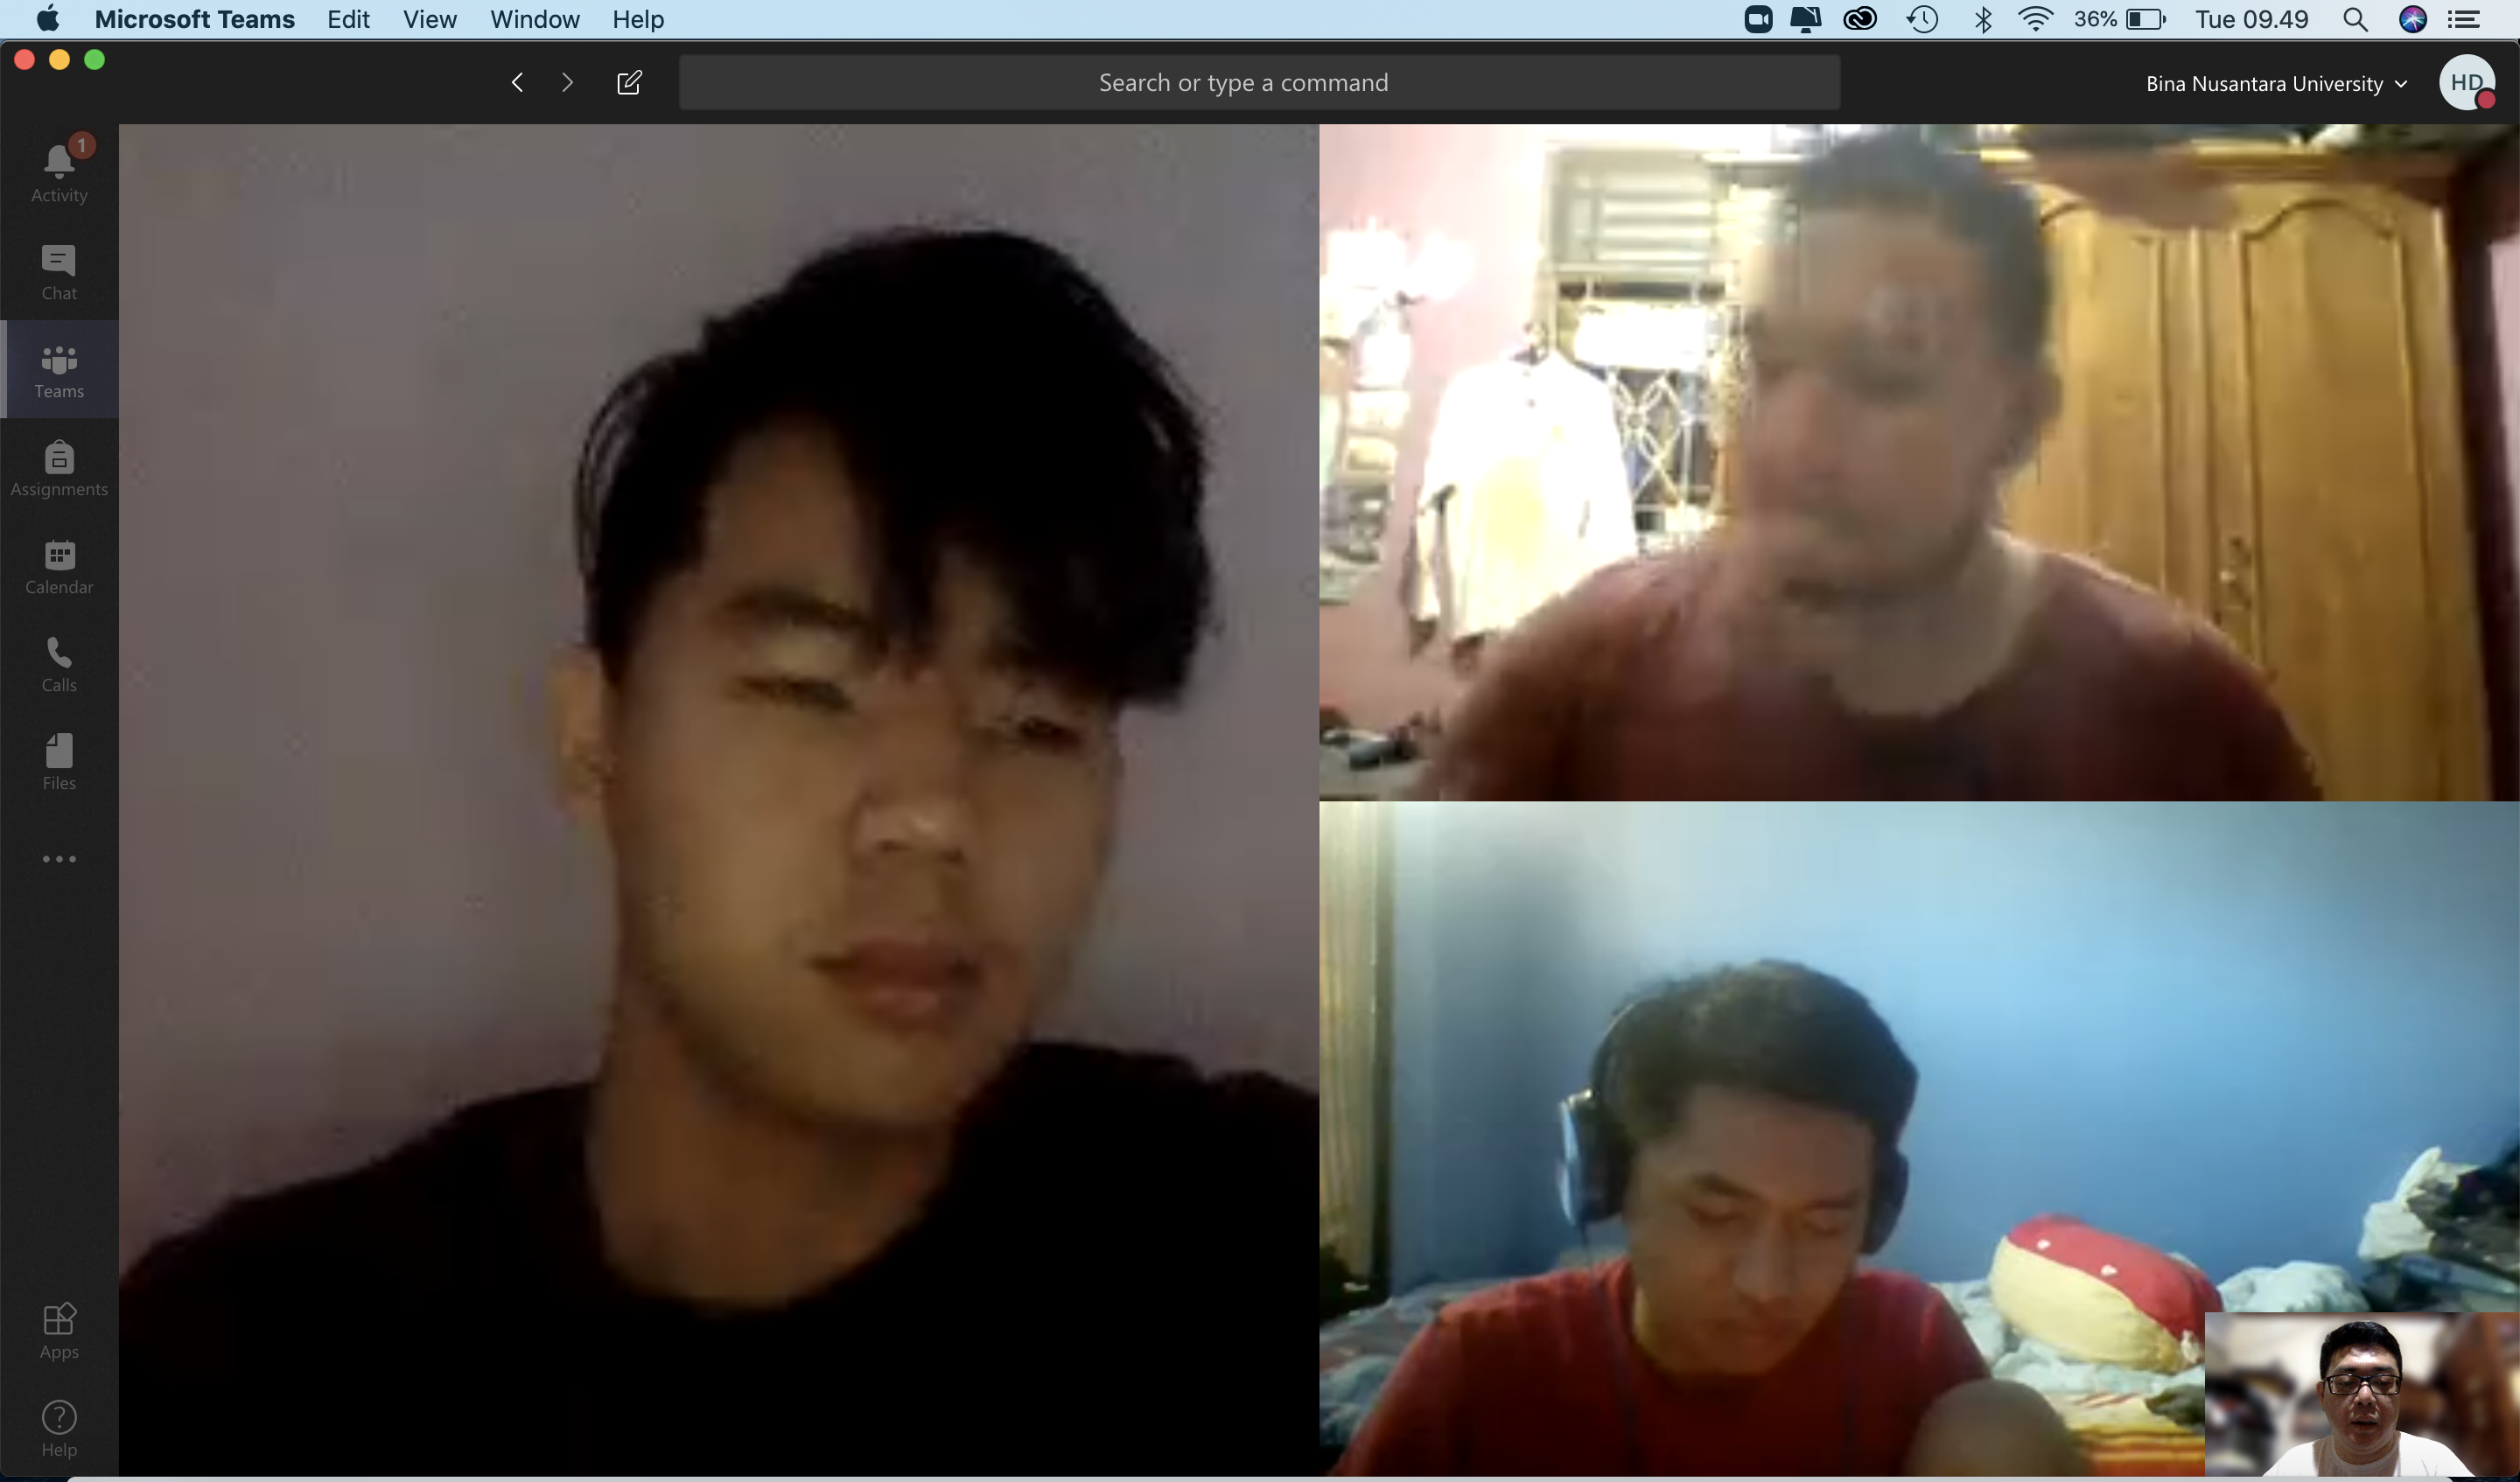 Microsoft Teams Edit View Window Help 36% Tue 09.49
Search or type a command Bina Nusantara University HD
1
Activity
Chat
Teams
Assignments
Calendar
Calls
Files
Apps
Help